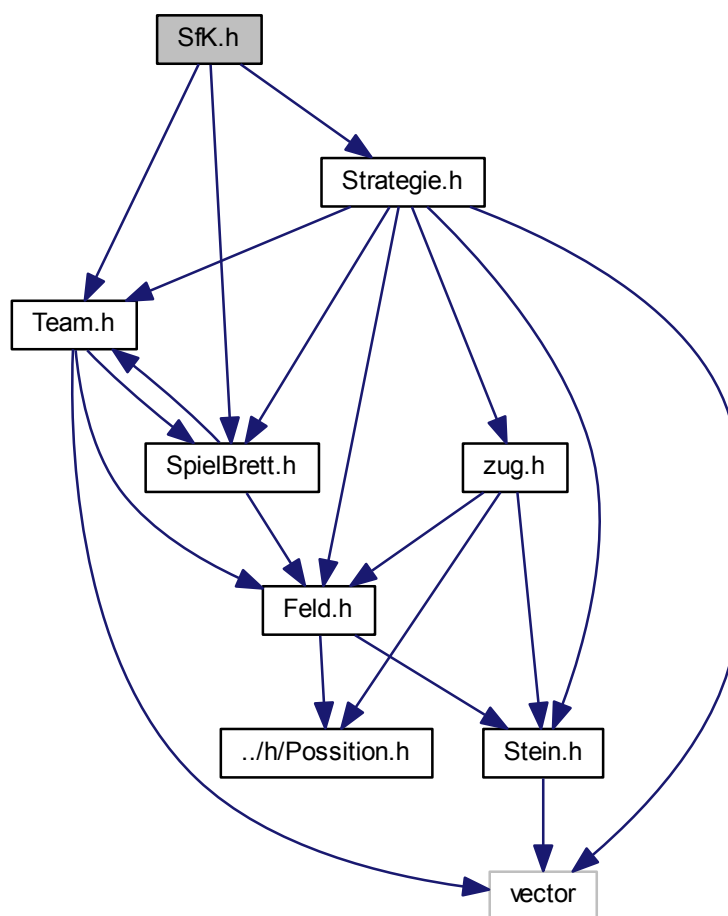 SfK.h
Strategie.h
Team.h
SpielBrett.h
zug.h
Feld.h
../h/Possition.h
Stein.h
vector